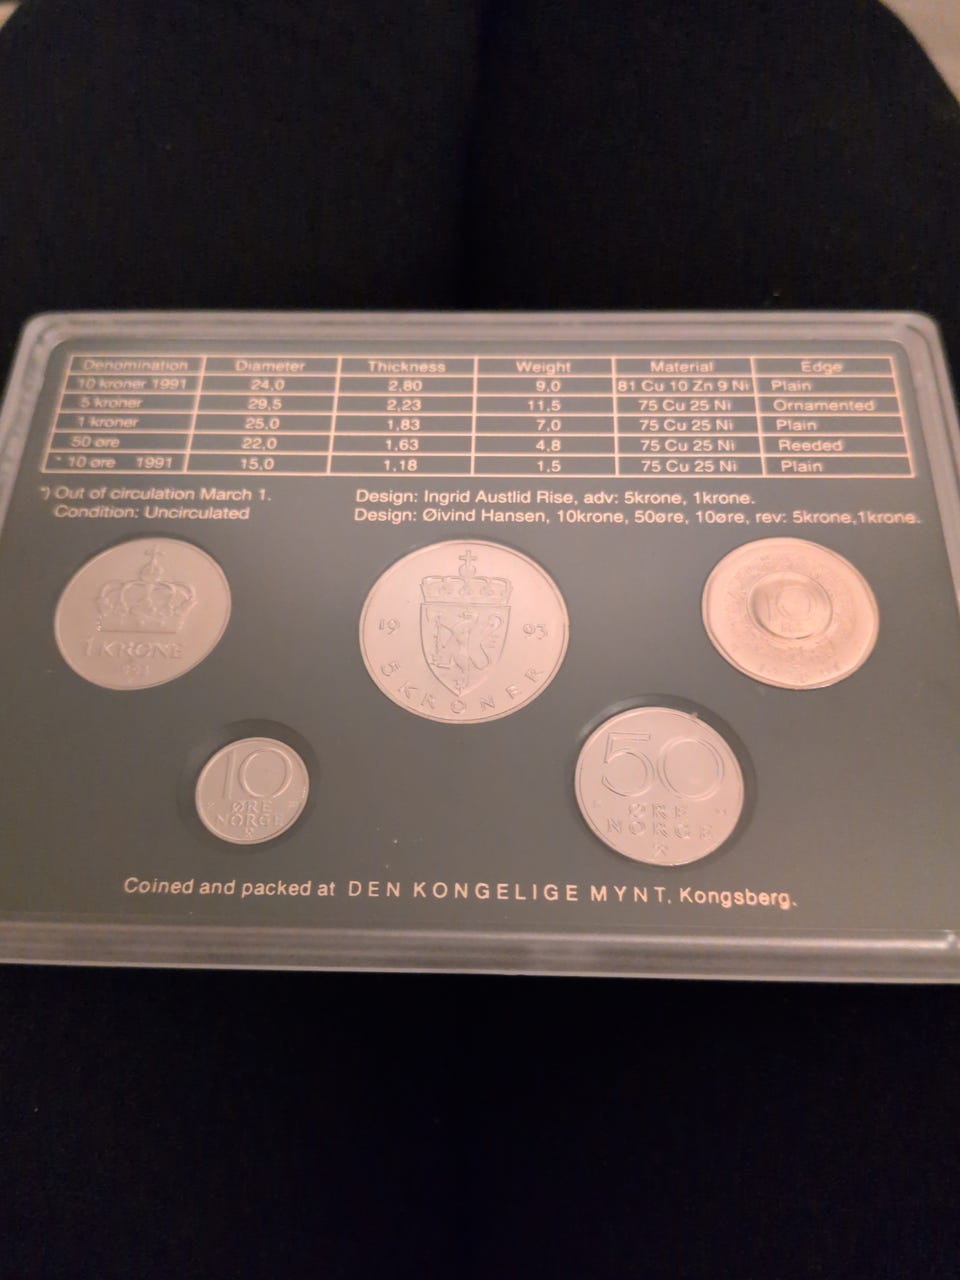 Denomination Diameter Thickness Weight Material Edge
10 kroner 1991 24,0 2,80 9,0 81 Cu 10 Zn 9 Ni Plain
5 kroner 29,5 2,23 11,5 75 Cu 25 Ni Ornamented
1 kroner 25,0 1,83 7,0 75 Cu 25 Ni Plain
50 øre 22,0 1,63 4,8 75 Cu 25 Ni Reeded
* 10 øre 1991 15,0 1,18 1,5 75 Cu 25 Ni Plain
*) Out of circulation March 1.
Condition: Uncirculated
Design: Ingrid Austlid Rise, adv: 5krone, 1krone.
Design: Øivind Hansen, 10krone, 50øre, 10øre, rev: 5krone,1krone.
1 KRONE
19 93
5 KRONER
10
10
ØRE
NORGE
50
ØRE
NORGE
Coined and packed at DEN KONGELIGE MYNT, Kongsberg.